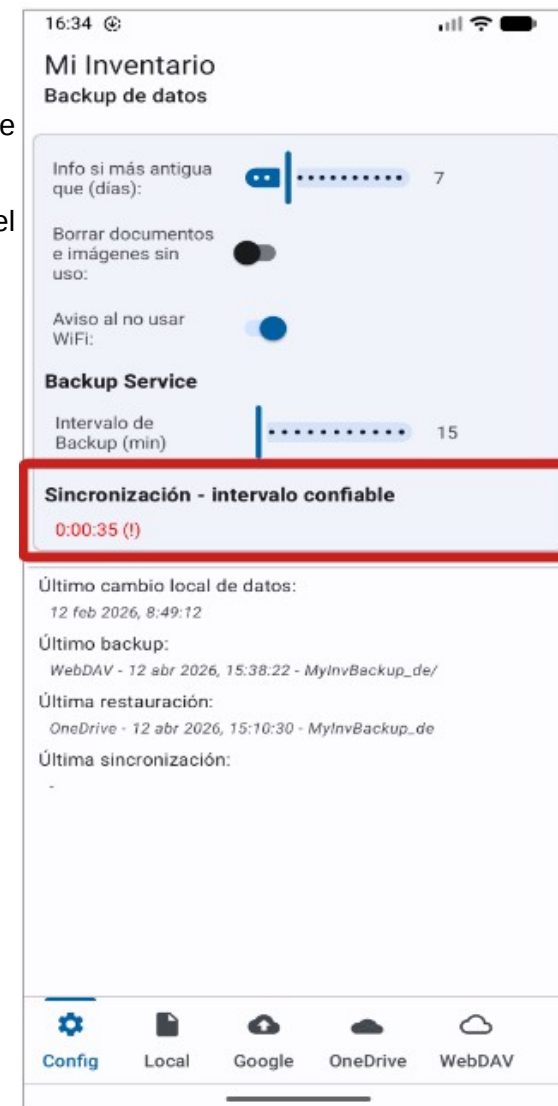 16:34
Mi Inventario
Backup de datos
e
Info si más antigua
que (días):
7
el
Borrar documentos
e imágenes sin
uso:
Aviso al no usar
WiFi:
Backup Service
Intervalo de
Backup (min)
15
Sincronización - intervalo confiable
0:00:35 (!)
Último cambio local de datos:
12 feb 2026, 8:49:12
Último backup:
WebDAV - 12 abr 2026, 15:38:22 - MyInvBackup_de/
Última restauración:
OneDrive - 12 abr 2026, 15:10:30 - MyInvBackup_de
Última sincronización:
-
Config Local Google OneDrive WebDAV